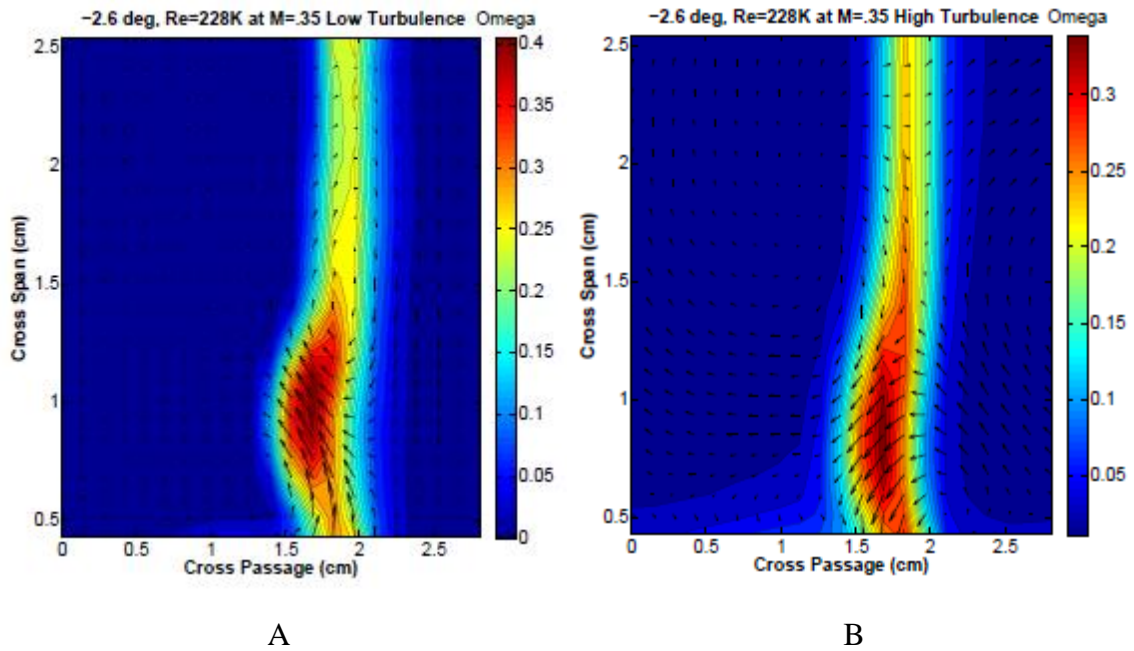 −2.6 deg, Re=228K at M=.35 Low Turbulence Omega
2.5
2
1.5
1
0.5
Cross Span (cm)
0 0.5 1 1.5 2 2.5
Cross Passage (cm)
0.4
0.35
0.3
0.25
0.2
0.15
0.1
0.05
0
A
−2.6 deg, Re=228K at M=.35 High Turbulence Omega
2.5
2
1.5
1
0.5
Cross Span (cm)
0 0.5 1 1.5 2 2.5
Cross Passage (cm)
0.3
0.25
0.2
0.15
0.1
0.05
B